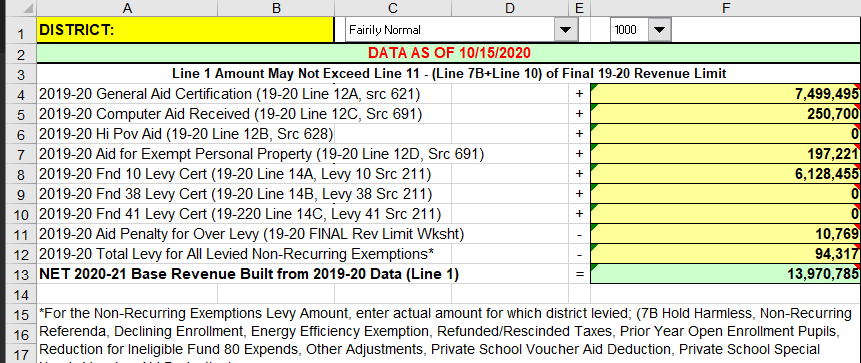 A B C D E F
1 DISTRICT: Fairily Normal 1000
2 DATA AS OF 10/15/2020
3 Line 1 Amount May Not Exceed Line 11 - (Line 7B+Line 10) of Final 19-20 Revenue Limit
4 2019-20 General Aid Certification (19-20 Line 12A, src 621) + 7,499,495
5 2019-20 Computer Aid Received (19-20 Line 12C, Src 691) + 250,700
6 2019-20 Hi Pov Aid (19-20 Line 12B, Src 628) + 0
7 2019-20 Aid for Exempt Personal Property (19-20 Line 12D, Src 691) + 197,221
8 2019-20 Fnd 10 Levy Cert (19-20 Line 14A, Levy 10 Src 211) + 6,128,455
9 2019-20 Fnd 38 Levy Cert (19-20 Line 14B, Levy 38 Src 211) + 0
10 2019-20 Fnd 41 Levy Cert (19-220 Line 14C, Levy 41 Src 211) + 0
11 2019-20 Aid Penalty for Over Levy (19-20 FINAL Rev Limit Wksht) - 10,769
12 2019-20 Total Levy for All Levied Non-Recurring Exemptions* - 94,317
13 NET 2020-21 Base Revenue Built from 2019-20 Data (Line 1) = 13,970,785
14
15 *For the Non-Recurring Exemptions Levy Amount, enter actual amount for which district levied; (7B Hold Harmless, Non-Recurring
16 Referenda, Declining Enrollment, Energy Efficiency Exemption, Refunded/Rescinded Taxes, Prior Year Open Enrollment Pupils,
17 Reduction for Ineligible Fund 80 Expends, Other Adjustments, Private School Voucher Aid Deduction, Private School Special